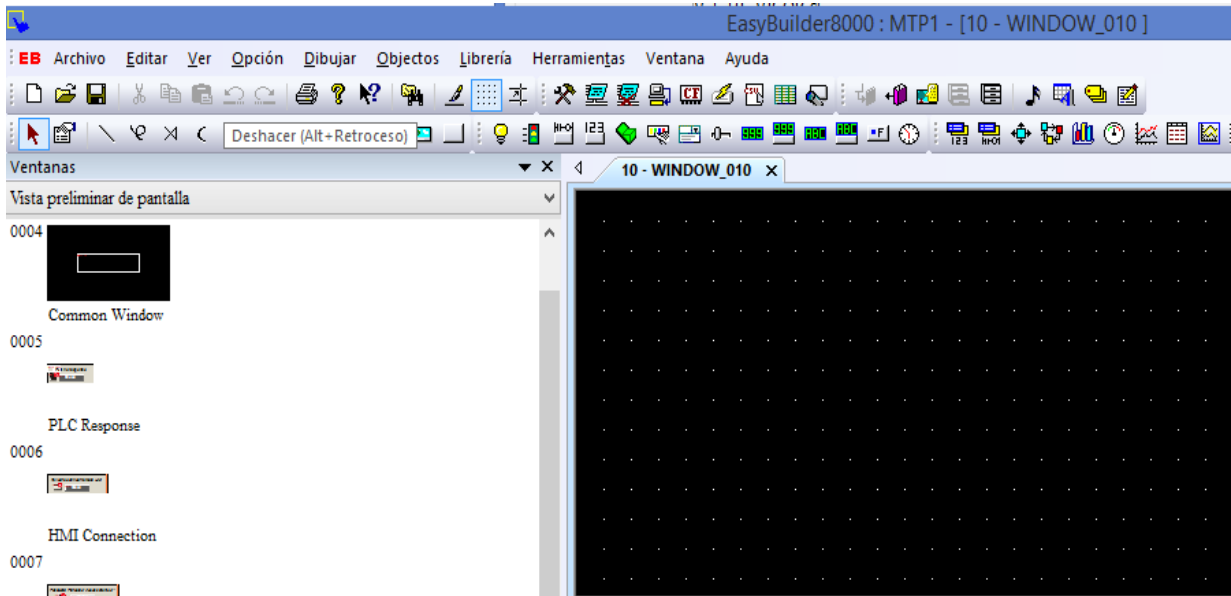 EasyBuilder8000 : MTP1 - [10 - WINDOW_010 ]
EB Archivo Editar Ver Opción Dibujar Objectos Librería Herramientas Ventana Ayuda
Deshacer (Alt+Retroceso)
Ventanas
10 - WINDOW_010
Vista preliminar de pantalla
0004
Common Window
0005
PLC Response
0006
HMI Connection
0007